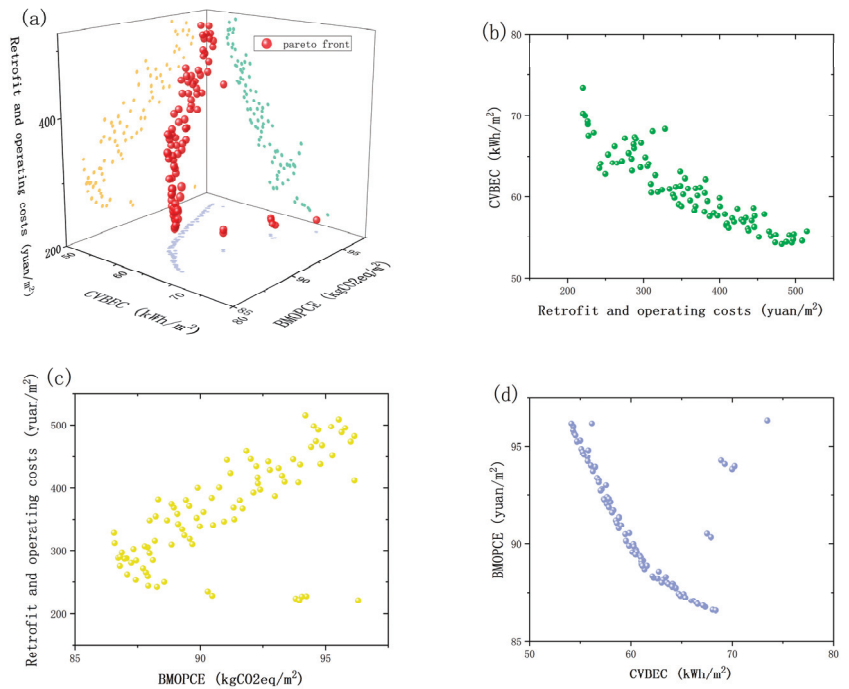 (a)
pareto front
Retrofit and operating costs (yuan/m²)
400
200
50
60
70
80
CVBEC (kWh/m²)
85
90
95
BMOPCE (kgCO2eq/m²)
(b)
80
70
60
50
CVBEC (kWh/m²)
200
300
400
500
Retrofit and operating costs (yuan/m²)
(c)
500
400
300
200
Retrofit and operating costs (yuar/m²)
85
90
95
BMOPCE (kgCO2eq/m²)
(d)
95
90
85
BMOPCE (yuan/m²)
50
60
70
80
CVDEC (kWh/m²)